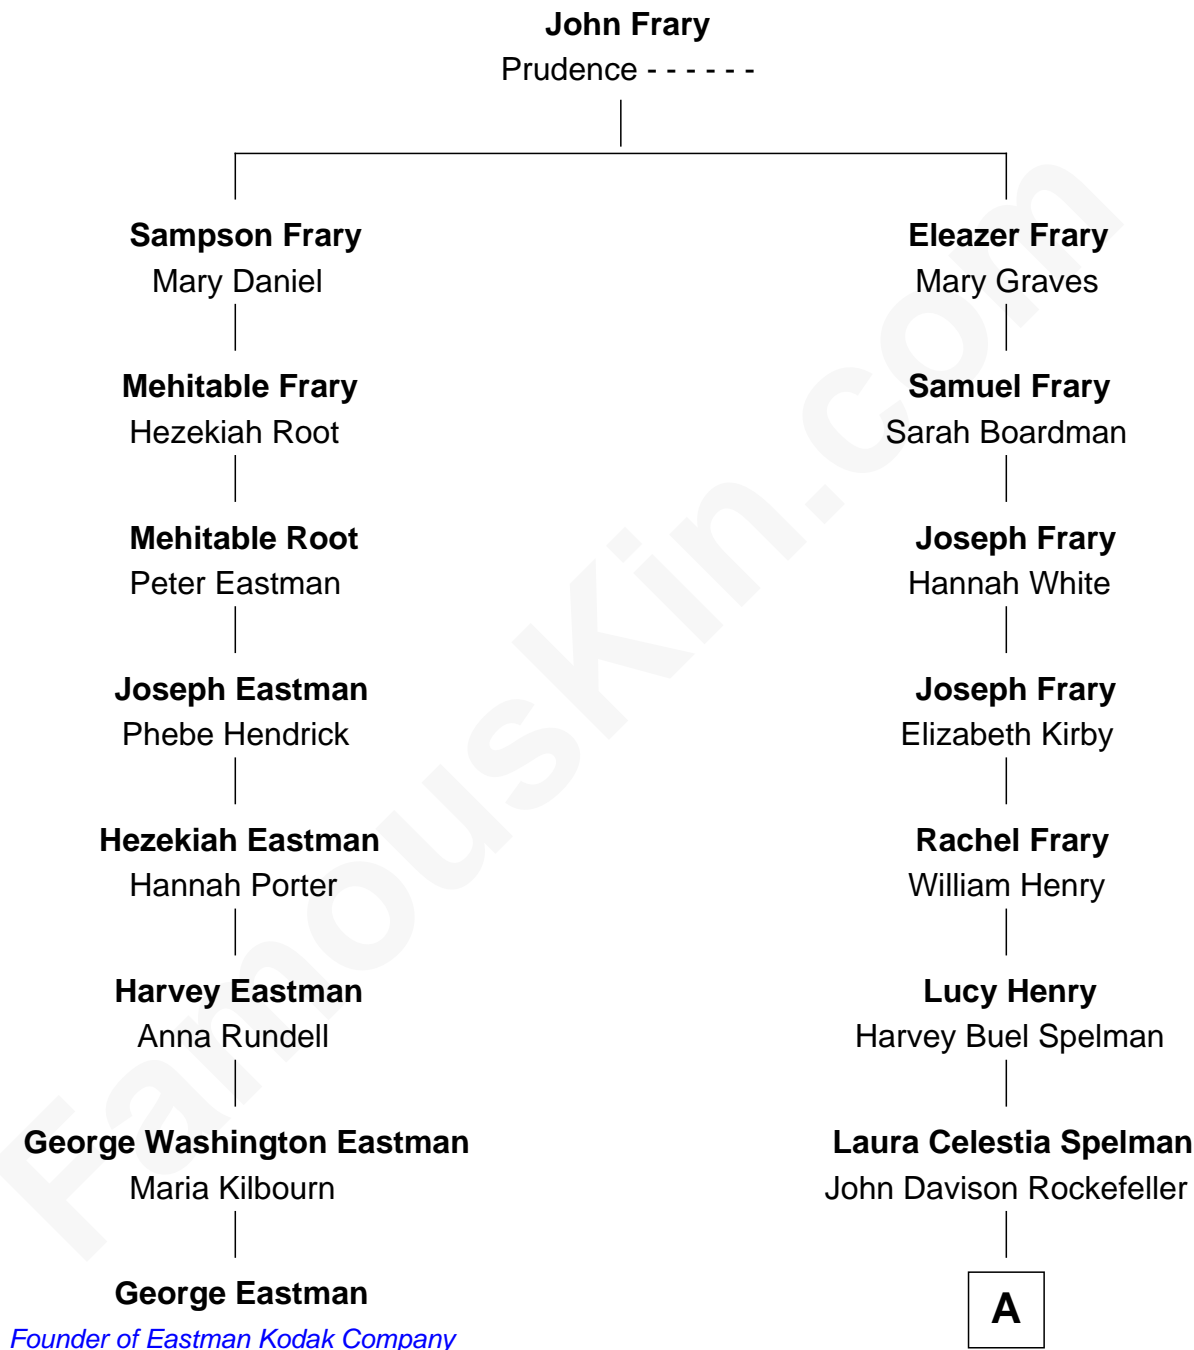 John Frary
Prudence - - - - - -
Sampson Frary
Mary Daniel
Eleazer Frary
Mary Graves
Mehitable Frary
Hezekiah Root
Samuel Frary
Sarah Boardman
Mehitable Root
Peter Eastman
Joseph Frary
Hannah White
Joseph Eastman
Phebe Hendrick
Joseph Frary
Elizabeth Kirby
Hezekiah Eastman
Hannah Porter
Rachel Frary
William Henry
Harvey Eastman
Anna Rundell
Lucy Henry
Harvey Buel Spelman
George Washington Eastman
Maria Kilbourn
Laura Celestia Spelman
John Davison Rockefeller
George Eastman
Founder of Eastman Kodak Company
A
FamousKin.com